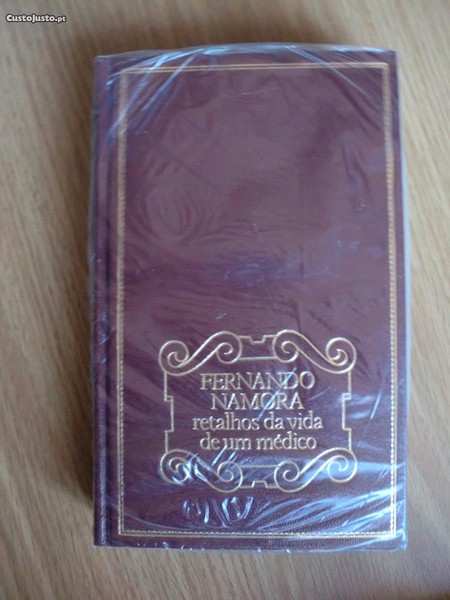 CustoJusto.pt
FERNANDO
NAMORA
retalhos da vida
de um médico